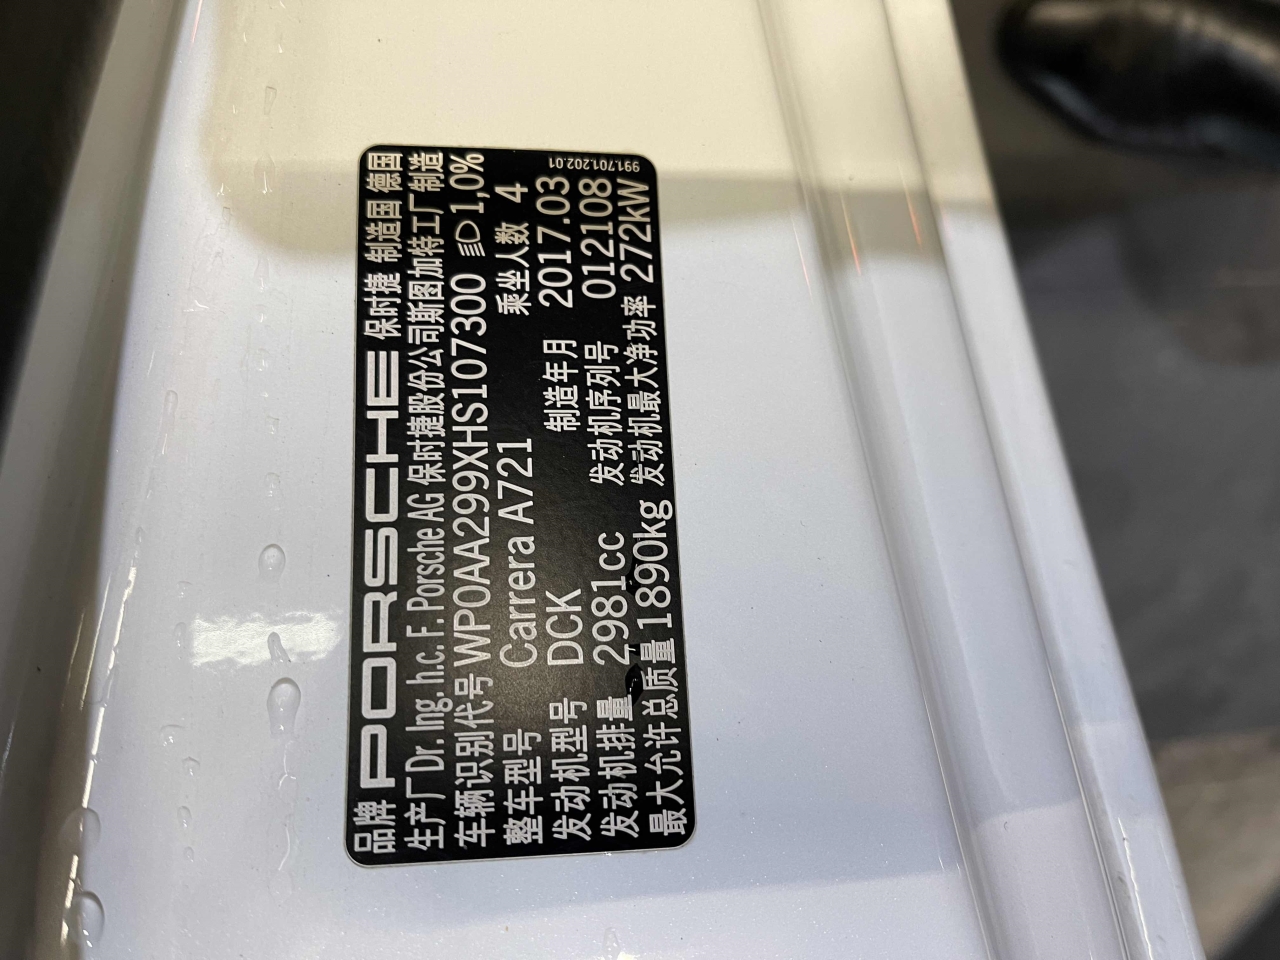 品牌 PORSCHE 保时捷 制造国 德国
生产厂 Dr. Ing. h.c. F. Porsche AG 保时捷股份公司斯图加特工厂制造
车辆识别代号 WP0AA299XHS107300 1,0%
整车型号 Carrera A721 乘坐人数 4
发动机型号 DCK 制造年月 2017.03
发动机排量 2981cc 发动机序列号 012108
最大允许总质量 1890kg 发动机最大净功率 272kW
991.701.202.01